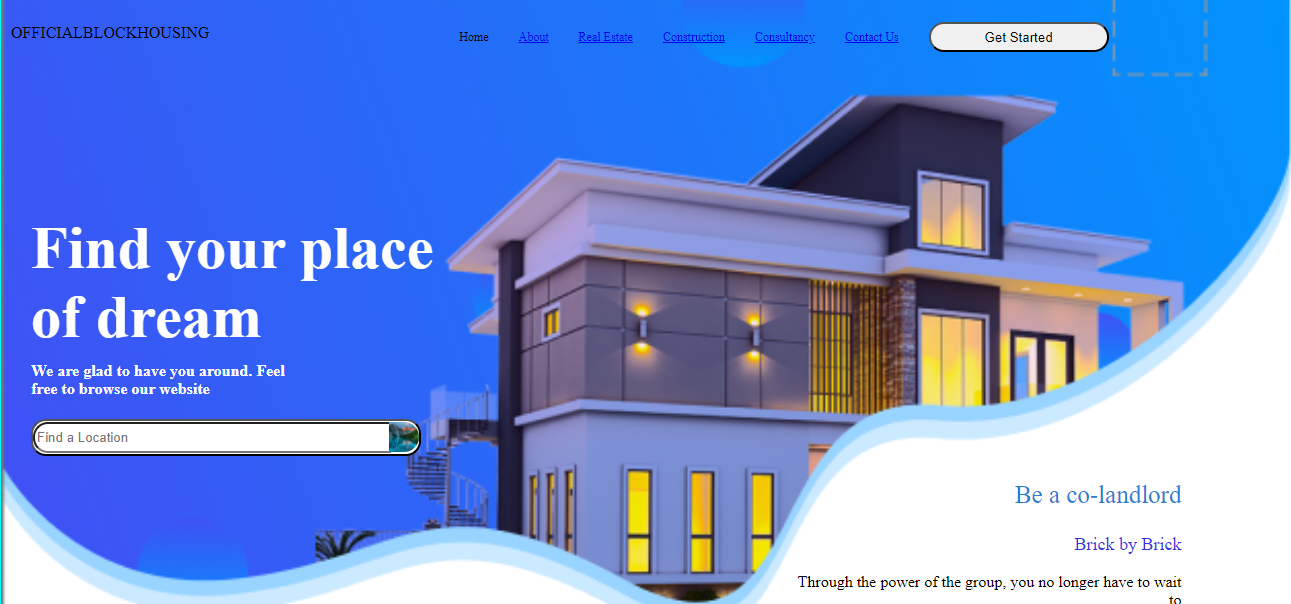 OFFICIALBLOCKHOUSING
Home About Real Estate Construction Consultancy Contact Us Get Started
Find your place
of dream
We are glad to have you around. Feel
free to browse our website
Find a Location
Be a co-landlord
Brick by Brick
Through the power of the group, you no longer have to wait
to